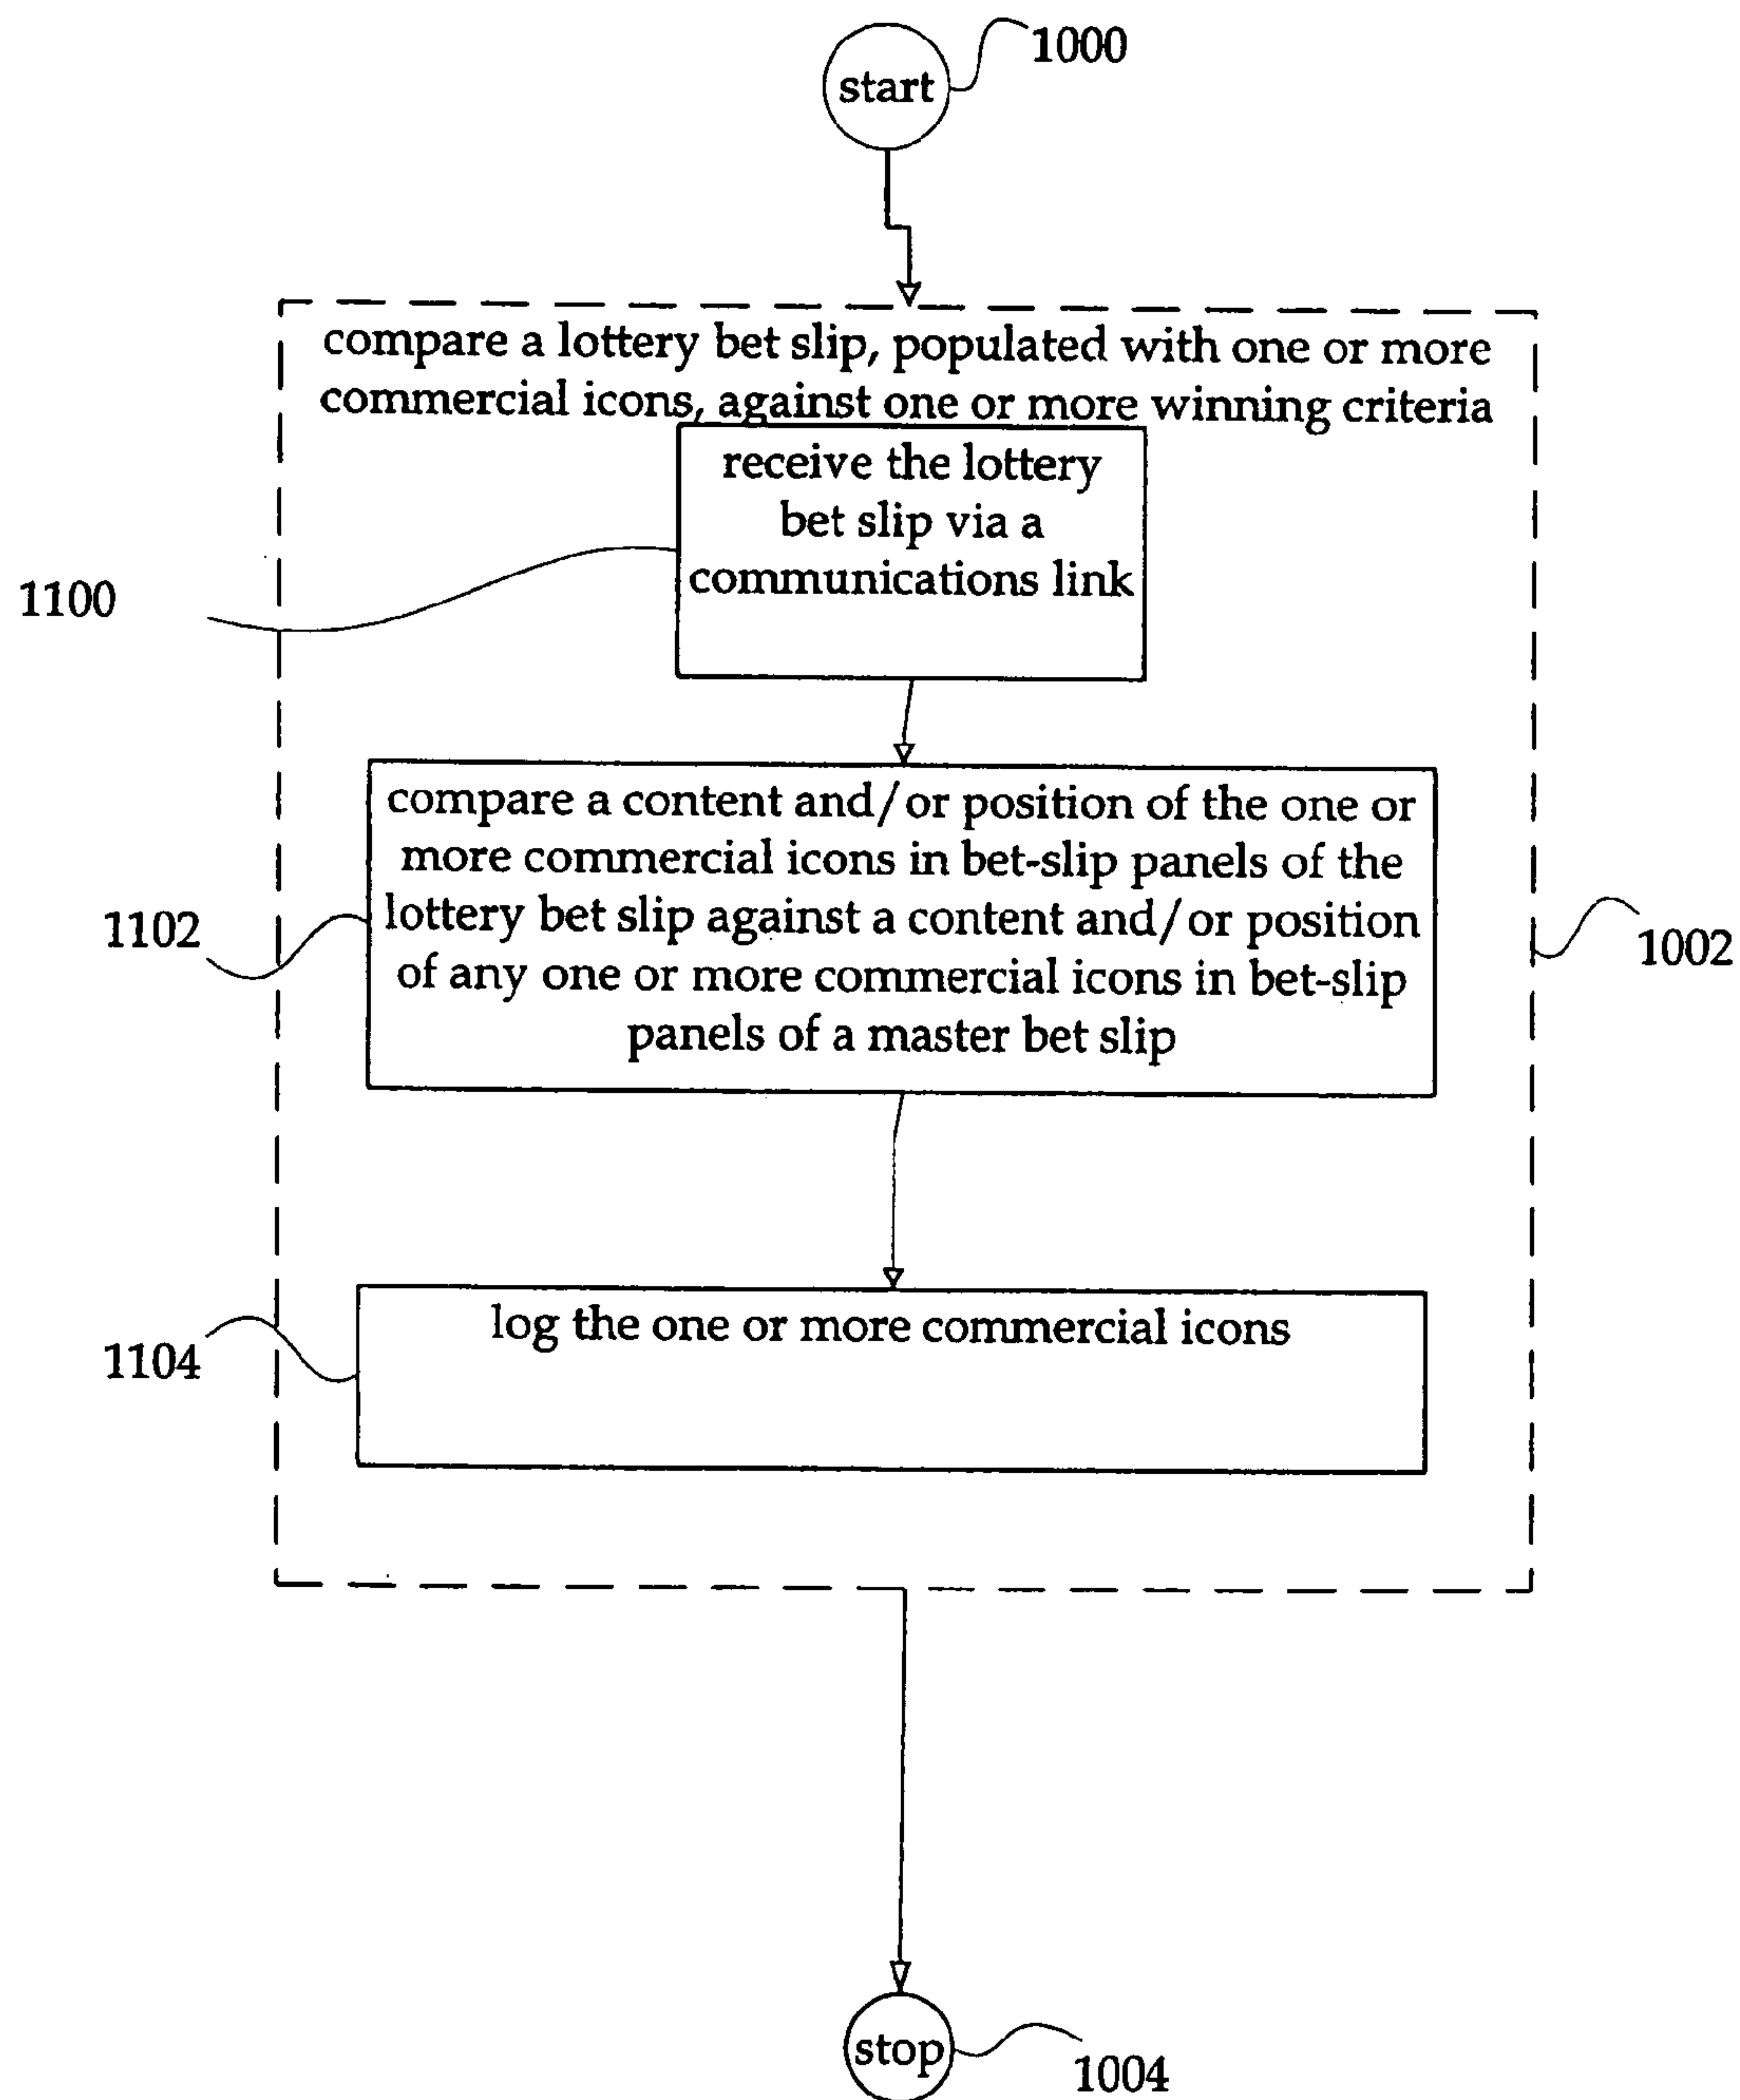 1000
start
compare a lottery bet slip, populated with one or more
commercial icons, against one or more winning criteria
receive the lottery
bet slip via a
communications link
1100
compare a content and/or position of the one or
more commercial icons in bet-slip panels of the
lottery bet slip against a content and/or position
of any one or more commercial icons in bet-slip
panels of a master bet slip
1102
1002
log the one or more commercial icons
1104
stop
1004